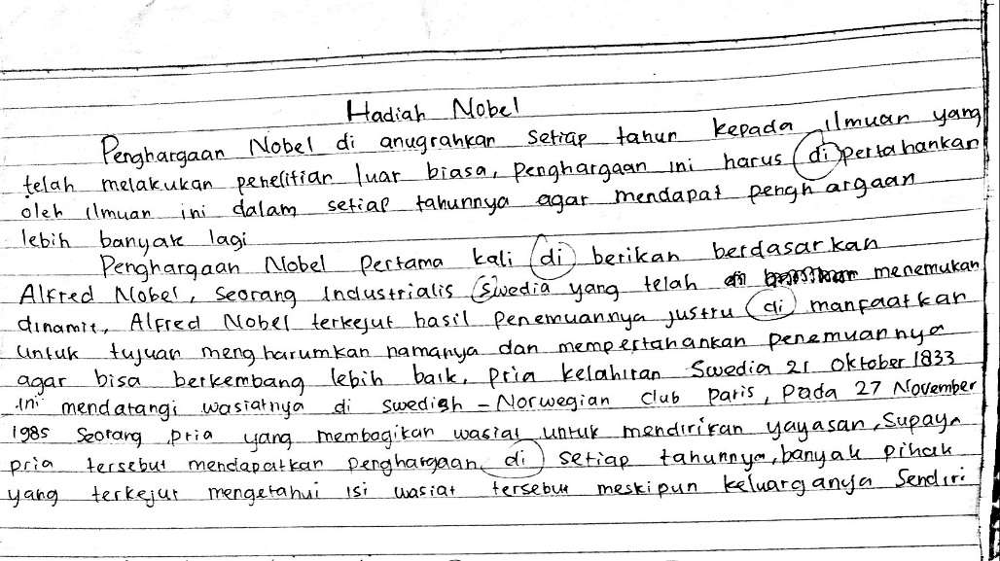 Hadiah Nobel
Penghargaan Nobel di anugrahkan setiap tahun kepada ilmuan yang
telah melakukan penelitian luar biasa, penghargaan ini harus dipertahankan
oleh ilmuan ini dalam setiap tahunnya agar mendapat penghargaan
lebih banyak lagi
Penghargaan Nobel Pertama kali di berikan berdasarkan
Alfred Nobel, seorang Industrialis swedia yang telah menemukan
dinamit, Alfred Nobel terkejut hasil penemuannya justru di manfaatkan
untuk tujuan mengharumkan namanya dan mempertahankan penemuannya
agar bisa berkembang lebih baik, pria kelahiran Swedia 21 Oktober 1833
ini mendatangi wasiatnya di swedish - Norwegian Club Paris, pada 27 November
1985 Seorang pria yang membagikan wasiat untuk mendirikan yayasan, supaya
pria tersebut mendapatkan penghargaan di setiap tahunnya, banyak pihak
yang terkejut mengetahui isi wasiat tersebut meskipun keluarganya Sendiri